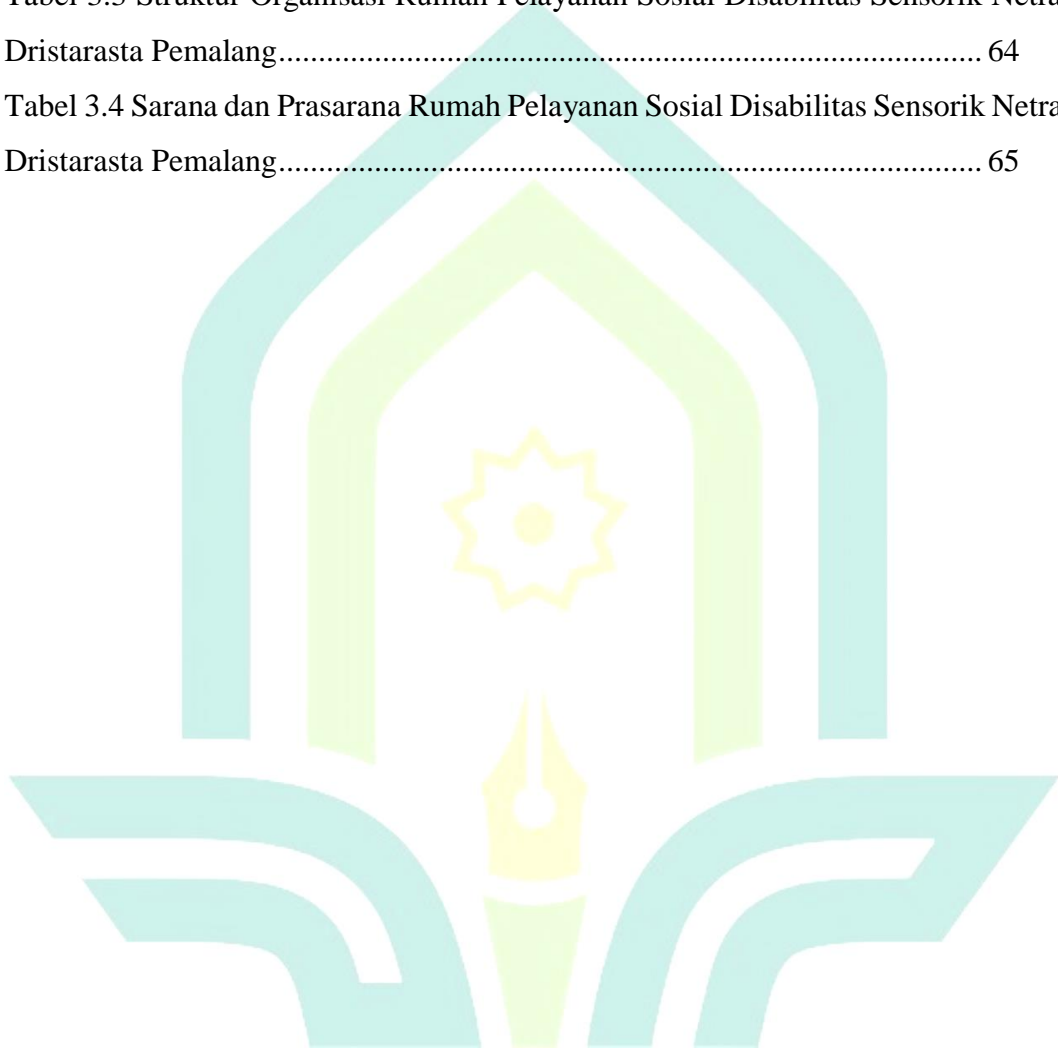 Tabel 3.3 Struktur Organisasi Rumah Pelayanan Sosial Disabilitas Sensorik Netra
Dristarasta Pemalang.......................................................................... 64
Tabel 3.4 Sarana dan Prasarana Rumah Pelayanan Sosial Disabilitas Sensorik Netra
Dristarasta Pemalang.......................................................................... 65